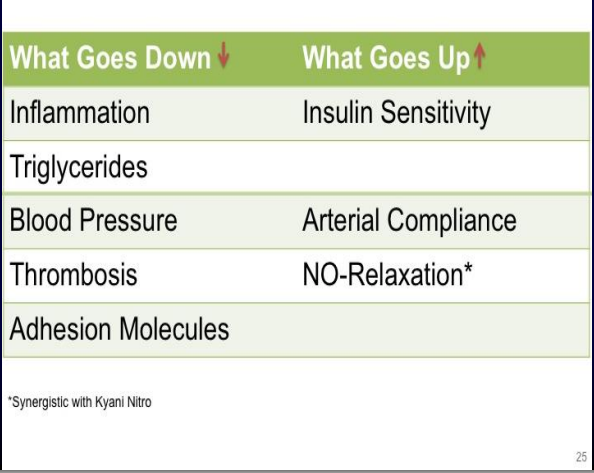 What Goes Down ↓ What Goes Up ↑
Inflammation Insulin Sensitivity
Triglycerides
Blood Pressure Arterial Compliance
Thrombosis NO-Relaxation*
Adhesion Molecules
*Synergistic with Kyani Nitro
25